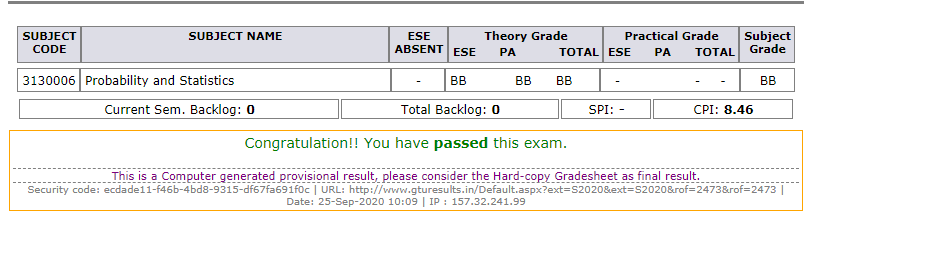 SUBJECT CODE SUBJECT NAME ESE ABSENT Theory Grade Practical Grade Subject Grade
ESE PA TOTAL ESE PA TOTAL
3130006 Probability and Statistics - BB BB BB - - - BB
Current Sem. Backlog: 0 Total Backlog: 0 SPI: - CPI: 8.46
Congratulation!! You have passed this exam.
This is a Computer generated provisional result, please consider the Hard-copy Gradesheet as final result.
Security code: ecdade11-f46b-4bd8-9315-df67fa691f0c | URL: http://www.gturesults.in/Default.aspx?ext=S2020&ext=S2020&rof=2473&rof=2473 |
Date: 25-Sep-2020 10:09 | IP : 157.32.241.99